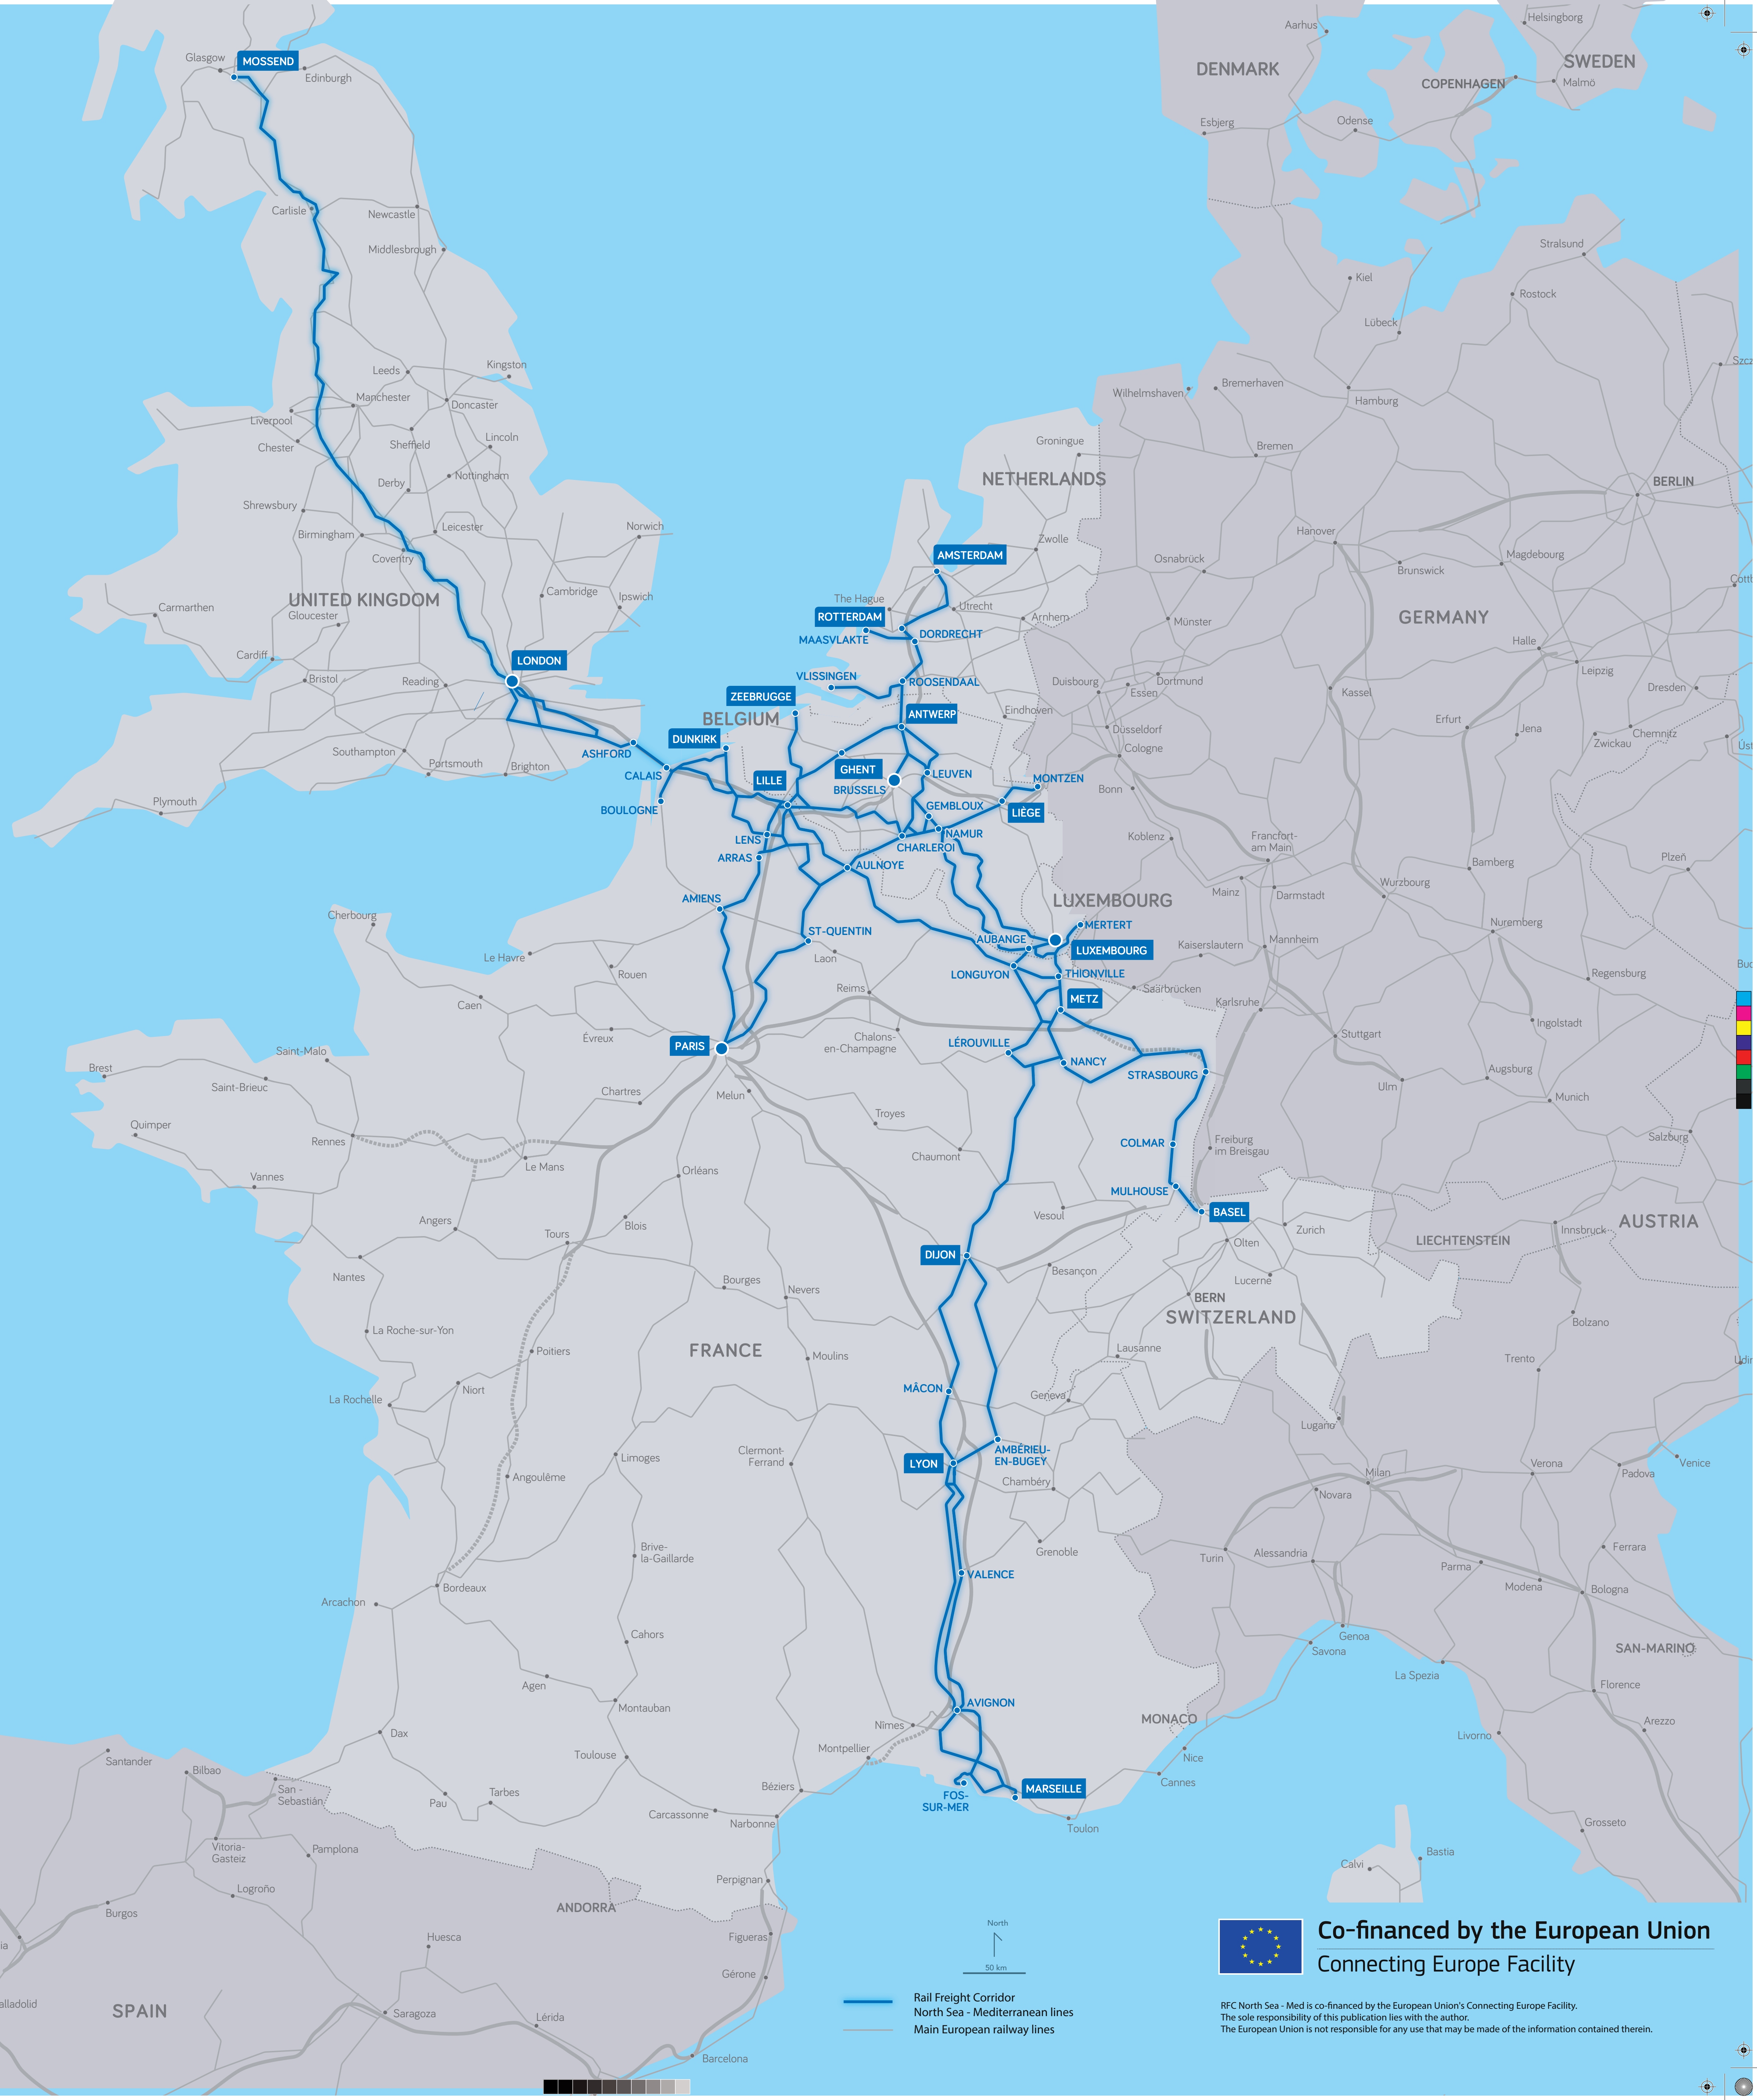 Aarhus
Helsingborg
DENMARK
SWEDEN
COPENHAGEN
Malmö
Glasgow
MOSSEND
Edinburgh
Esbjerg
Odense
Carlisle
Newcastle
Middlesbrough
Stralsund
Kiel
Rostock
Lübeck
Leeds
Kingston
Manchester
Doncaster
Liverpool
Sheffield
Lincoln
Chester
Nottingham
Derby
Shrewsbury
Leicester
Birmingham
Norwich
Coventry
UNITED KINGDOM
Cambridge
Ipswich
Carmarthen
Gloucester
Cardiff
Bristol
Reading
LONDON
Southampton
Portsmouth
Brighton
Plymouth
ASHFORD
Wilhelmshaven
Bremerhaven
Hamburg
Groningue
Bremen
NETHERLANDS
BERLIN
Hanover
Zwolle
AMSTERDAM
Osnabrück
Magdebourg
Brunswick
Cott
The Hague
Utrecht
Arnhem
ROTTERDAM
MAASVLAKTE
DORDRECHT
Münster
GERMANY
Halle
Leipzig
VLISSINGEN
ROOSENDAAL
Duisbourg
Essen
Dortmund
Kassel
Dresden
ZEEBRUGGE
BELGIUM
ANTWERP
Eindhoven
Düsseldorf
Erfurt
Jena
Chemnitz
Zwickau
Úst
DUNKIRK
Cologne
CALAIS
LILLE
GHENT
BRUSSELS
LEUVEN
MONTZEN
Bonn
BOULOGNE
GEMBLOUX
LIÈGE
LENS
NAMUR
CHARLEROI
Koblenz
Francfort-
am Main
ARRAS
AULNOYE
Bamberg
Plzeň
Mainz
Darmstadt
Wurzbourg
AMIENS
LUXEMBOURG
MERTERT
Cherbourg
ST-QUENTIN
AUBANGE
LUXEMBOURG
Kaiserslautern
Mannheim
Nuremberg
Le Havre
Laon
LONGUYON
THIONVILLE
Rouen
Reims
Saärbrücken
Regensburg
Bud
Caen
METZ
Karlsruhe
Évreux
Chalons-
en-Champagne
LÉROUVILLE
PARIS
Stuttgart
Ingolstadt
Saint-Malo
NANCY
STRASBOURG
Brest
Saint-Brieuc
Ulm
Augsburg
Munich
Chartres
Melun
Troyes
Quimper
Rennes
Le Mans
Chaumont
COLMAR
Freiburg
im Breisgau
Salzburg
Vannes
Orléans
MULHOUSE
BASEL
Angers
Blois
Vesoul
Zurich
Innsbruck
AUSTRIA
Tours
DIJON
Olten
LIECHTENSTEIN
Nantes
Bourges
Nevers
Besançon
Lucerne
BERN
SWITZERLAND
La Roche-sur-Yon
Poitiers
FRANCE
Moulins
Lausanne
Bolzano
Trento
Udin
Niort
La Rochelle
MÂCON
Geneva
Lugano
Limoges
Clermont-
Ferrand
LYON
AMBÉRIEU-
EN-BUGEY
Angoulême
Chambéry
Milan
Verona
Padova
Venice
Novara
Brive-
la-Gaillarde
Grenoble
Turin
Alessandria
Parma
Ferrara
Modena
Bologna
Bordeaux
VALENCE
Arcachon
Cahors
Genoa
Savona
SAN-MARINO
La Spezia
Agen
Montauban
AVIGNON
Florence
Dax
Nîmes
MONACO
Arezzo
Livorno
Toulouse
Montpellier
Nice
Santander
Bilbao
San -
Sebastián
Pau
Tarbes
Béziers
Cannes
MARSEILLE
FOS-
SUR-MER
Carcassonne
Narbonne
Toulon
Grosseto
Vitoria-
Gasteiz
Pamplona
Bastia
Calvi
Logroño
Perpignan
Burgos
ANDORRA
ia
Huesca
Figueras
Gérone
alladolid
SPAIN
Saragoza
Lérida
Barcelona
Szcz
North
50 km
Rail Freight Corridor
North Sea - Mediterranean lines
Main European railway lines
Co-financed by the European Union
Connecting Europe Facility
RFC North Sea - Med is co-financed by the European Union's Connecting Europe Facility.
The sole responsibility of this publication lies with the author.
The European Union is not responsible for any use that may be made of the information contained therein.